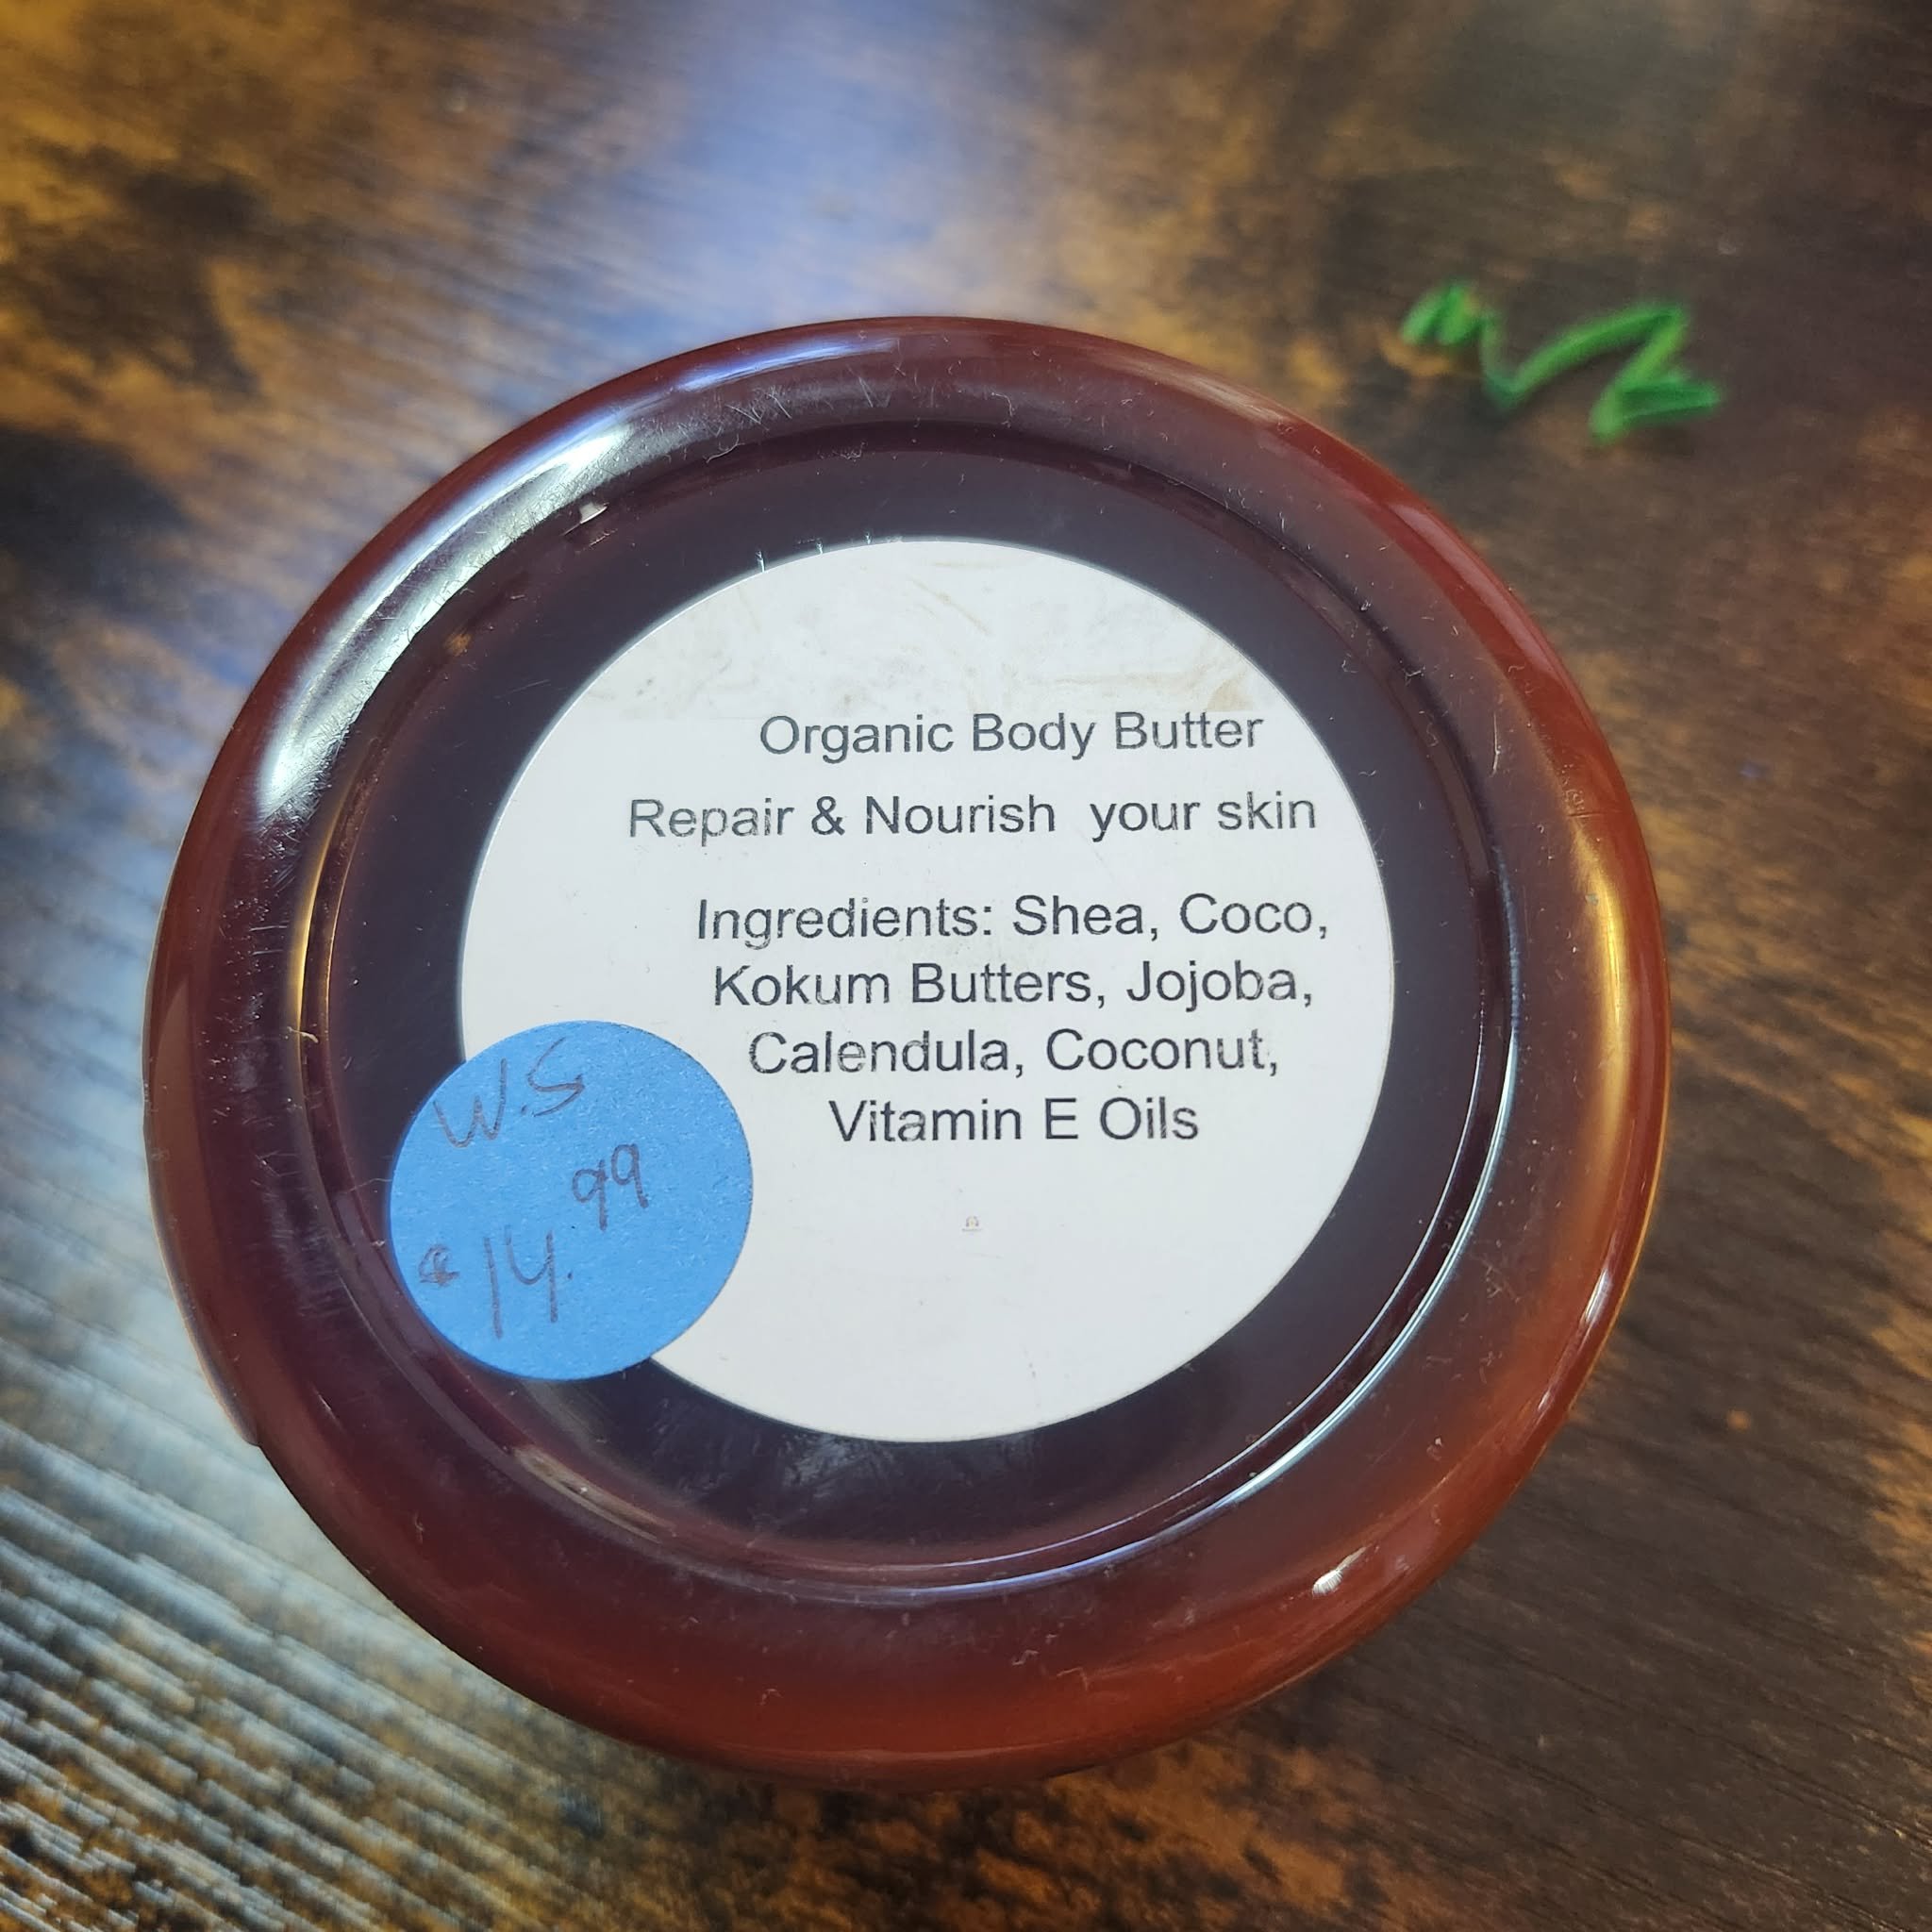 Organic Body Butter
Repair & Nourish your skin
Ingredients: Shea, Coco,
Kokum Butters, Jojoba,
Calendula, Coconut,
Vitamin E Oils
W.S
$14.99